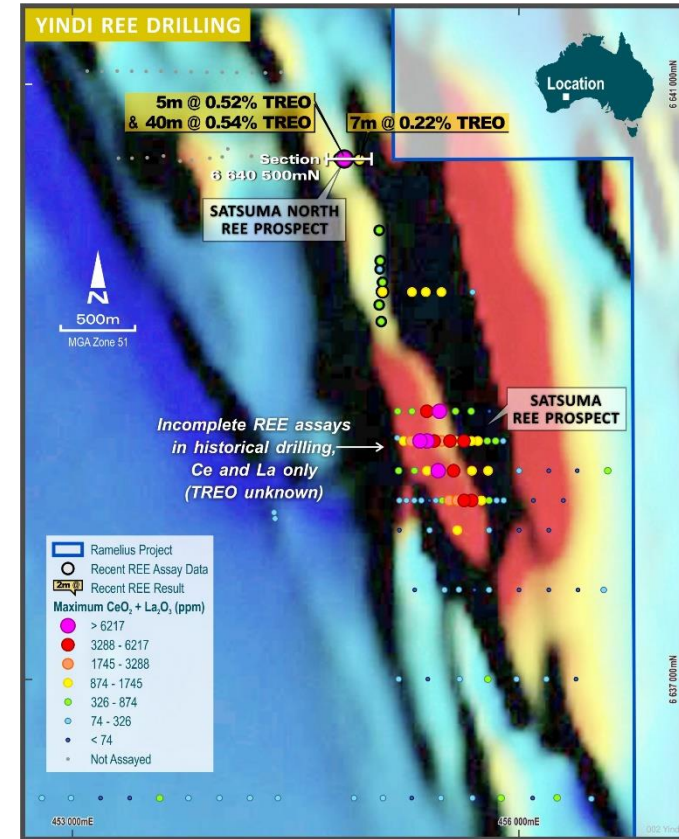 YINDI REE DRILLING
Location
6 641 000mN
5m @ 0.52% TREO
& 40m @ 0.54% TREO
7m @ 0.22% TREO
Section
6 640 500mN
SATSUMA NORTH
REE PROSPECT
N
500m
MGA Zone 51
SATSUMA
REE PROSPECT
Incomplete REE assays
in historical drilling,
Ce and La only
(TREO unknown)
Ramelius Project
Recent REE Assay Data
2m @
Recent REE Result
Maximum CeO₂ + La₂O₃ (ppm)
> 6217
3288 - 6217
1745 - 3288
874 - 1745
326 - 874
74 - 326
< 74
Not Assayed
6 637 000mN
453 000mE
456 000mE
002 Yindi